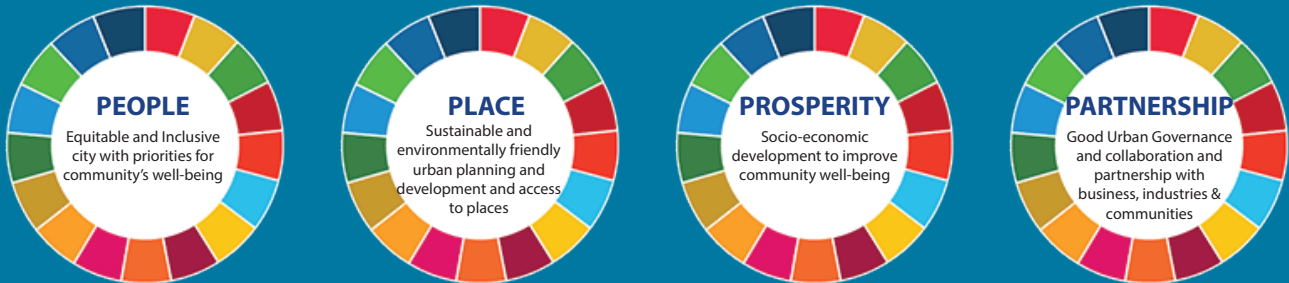 PEOPLE
Equitable and Inclusive
city with priorities for
community’s well-being
PLACE
Sustainable and
environmentally friendly
urban planning and
development and access
to places
PROSPERITY
Socio-economic
development to improve
community well-being
PARTNERSHIP
Good Urban Governance
and collaboration and
partnership with
business, industries &
communities